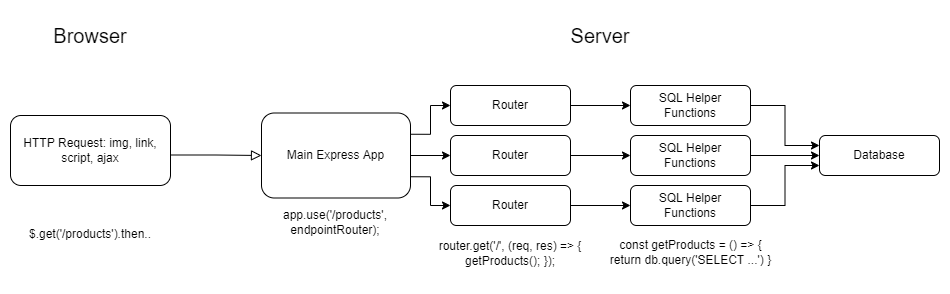 Browser
Server
HTTP Request: img, link,
script, ajax
Main Express App
Router
SQL Helper
Functions
Router
SQL Helper
Functions
Database
Router
SQL Helper
Functions
$.get('/products').then..
app.use('/products',
endpointRouter);
router.get('/', (req, res) => {
getProducts(); });
const getProducts = () => {
return db.query('SELECT ...') }